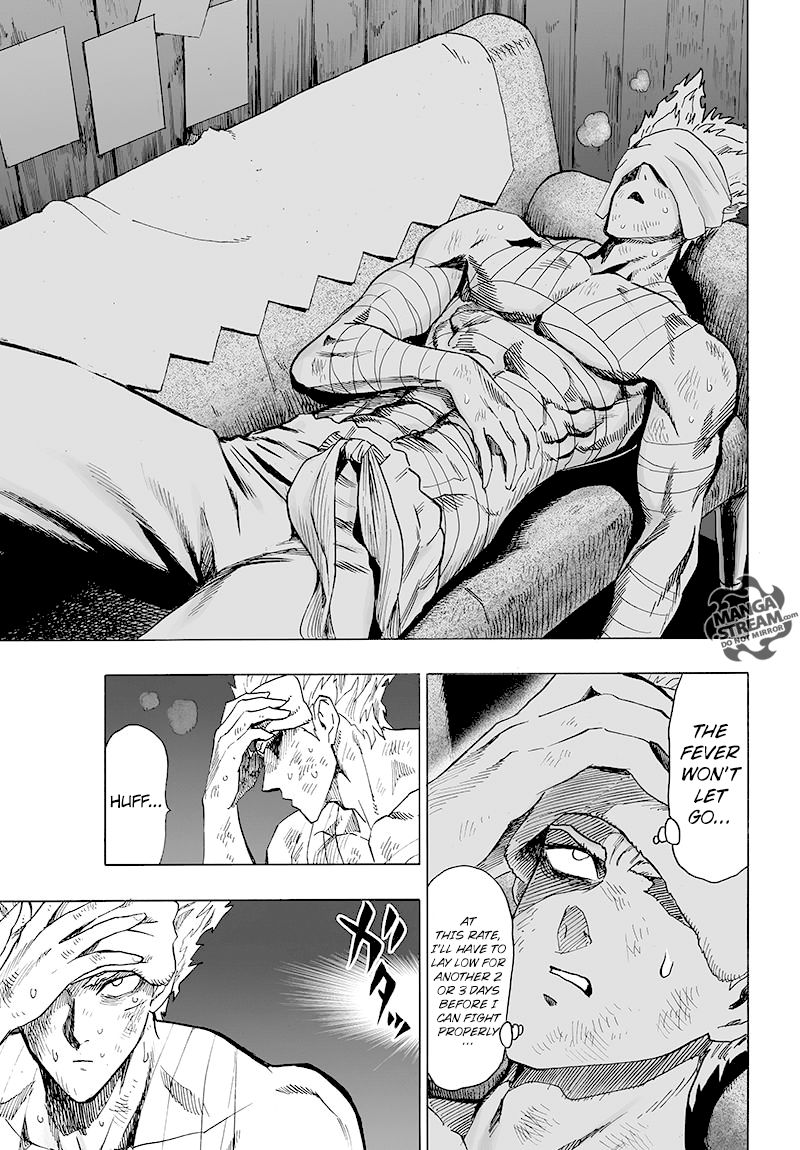 THE
FEVER
WON'T
LET
GO...
AT
THIS RATE,
I'LL HAVE TO
LAY LOW FOR
ANOTHER 2
OR 3 DAYS
BEFORE I
CAN FIGHT
PROPERLY
...
HUFF...
ガタッ
MANGA
STREAM.com
DO NOT MIRROR